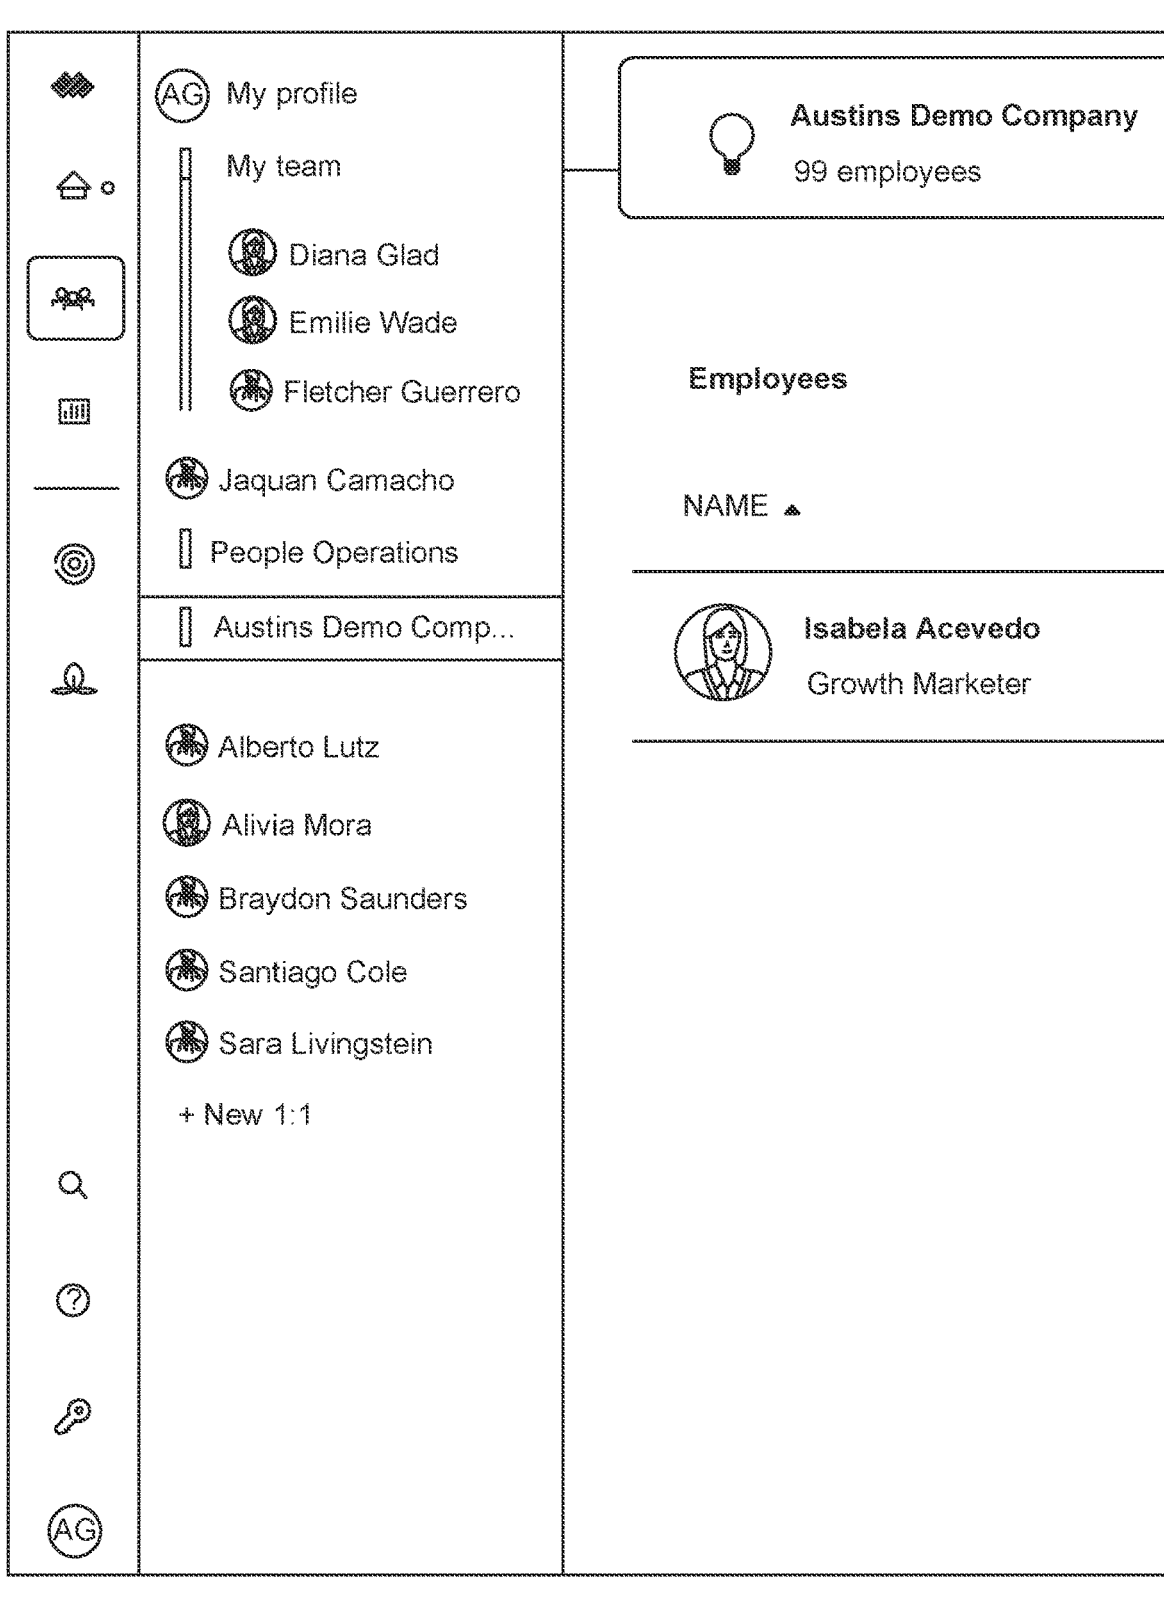 AG My profile
My team
Diana Glad
Emilie Wade
Fletcher Guerrero
Jaquan Camacho
People Operations
Austins Demo Comp...
Alberto Lutz
Alivia Mora
Braydon Saunders
Santiago Cole
Sara Livingstein
+ New 1:1
?
AG
Austins Demo Company
99 employees
Employees
NAME ▲
Isabela Acevedo
Growth Marketer